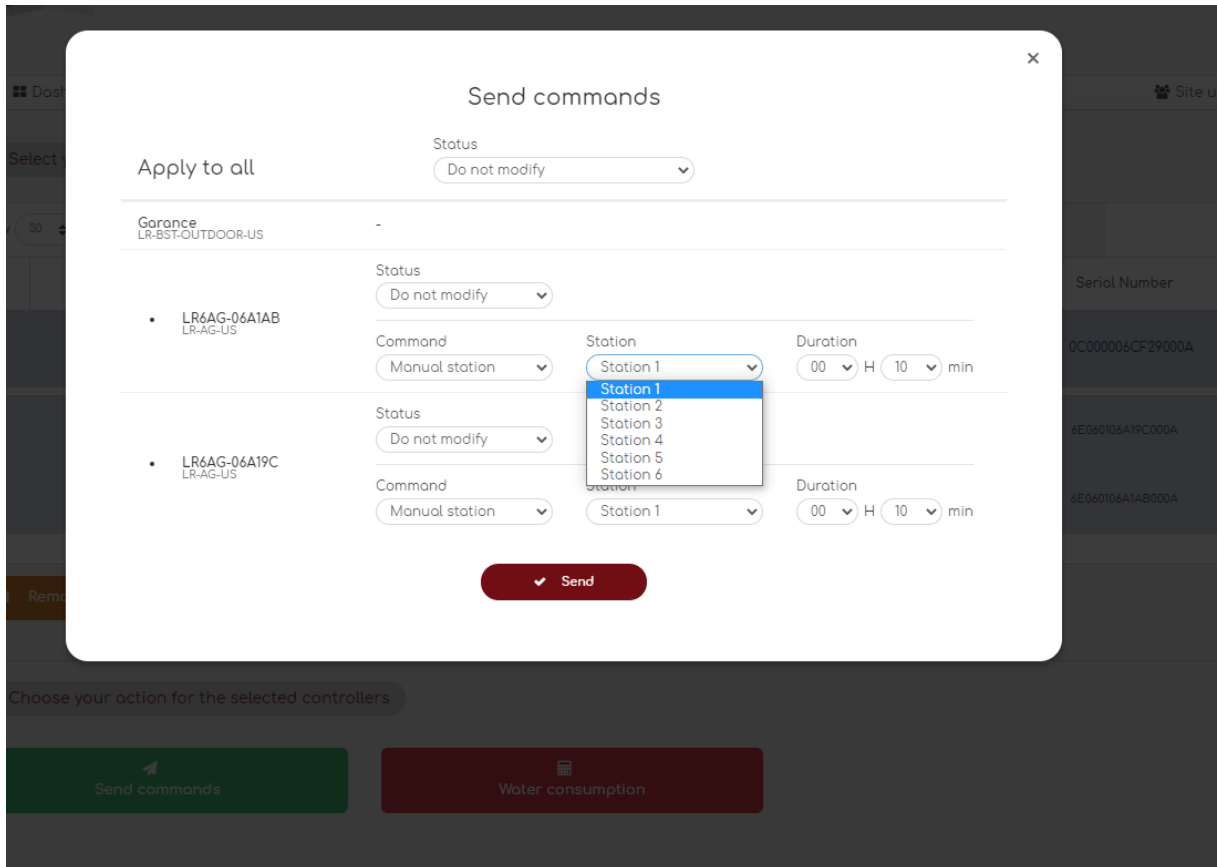 ×
Dash
Site u
Send commands
Status
Select y
Apply to all
Do not modify
50
Garance
-
LR-BST-OUTDOOR-US
Serial Number
Status
Do not modify
LR6AG-06A1AB
LR-AG-US
Command Station Duration
0C000006CF29000A
Manual station Station 1 00 H 10 min
Station 1
Station 2
Station 3
Station 4
Station 5
Station 6
Status
Do not modify
6E060106A19C000A
LR6AG-06A19C
LR-AG-US
Command Station Duration
6E060106A1AB000A
Manual station Station 1 00 H 10 min
Send
Remo
Choose your action for the selected controllers
Send commands
Water consumption